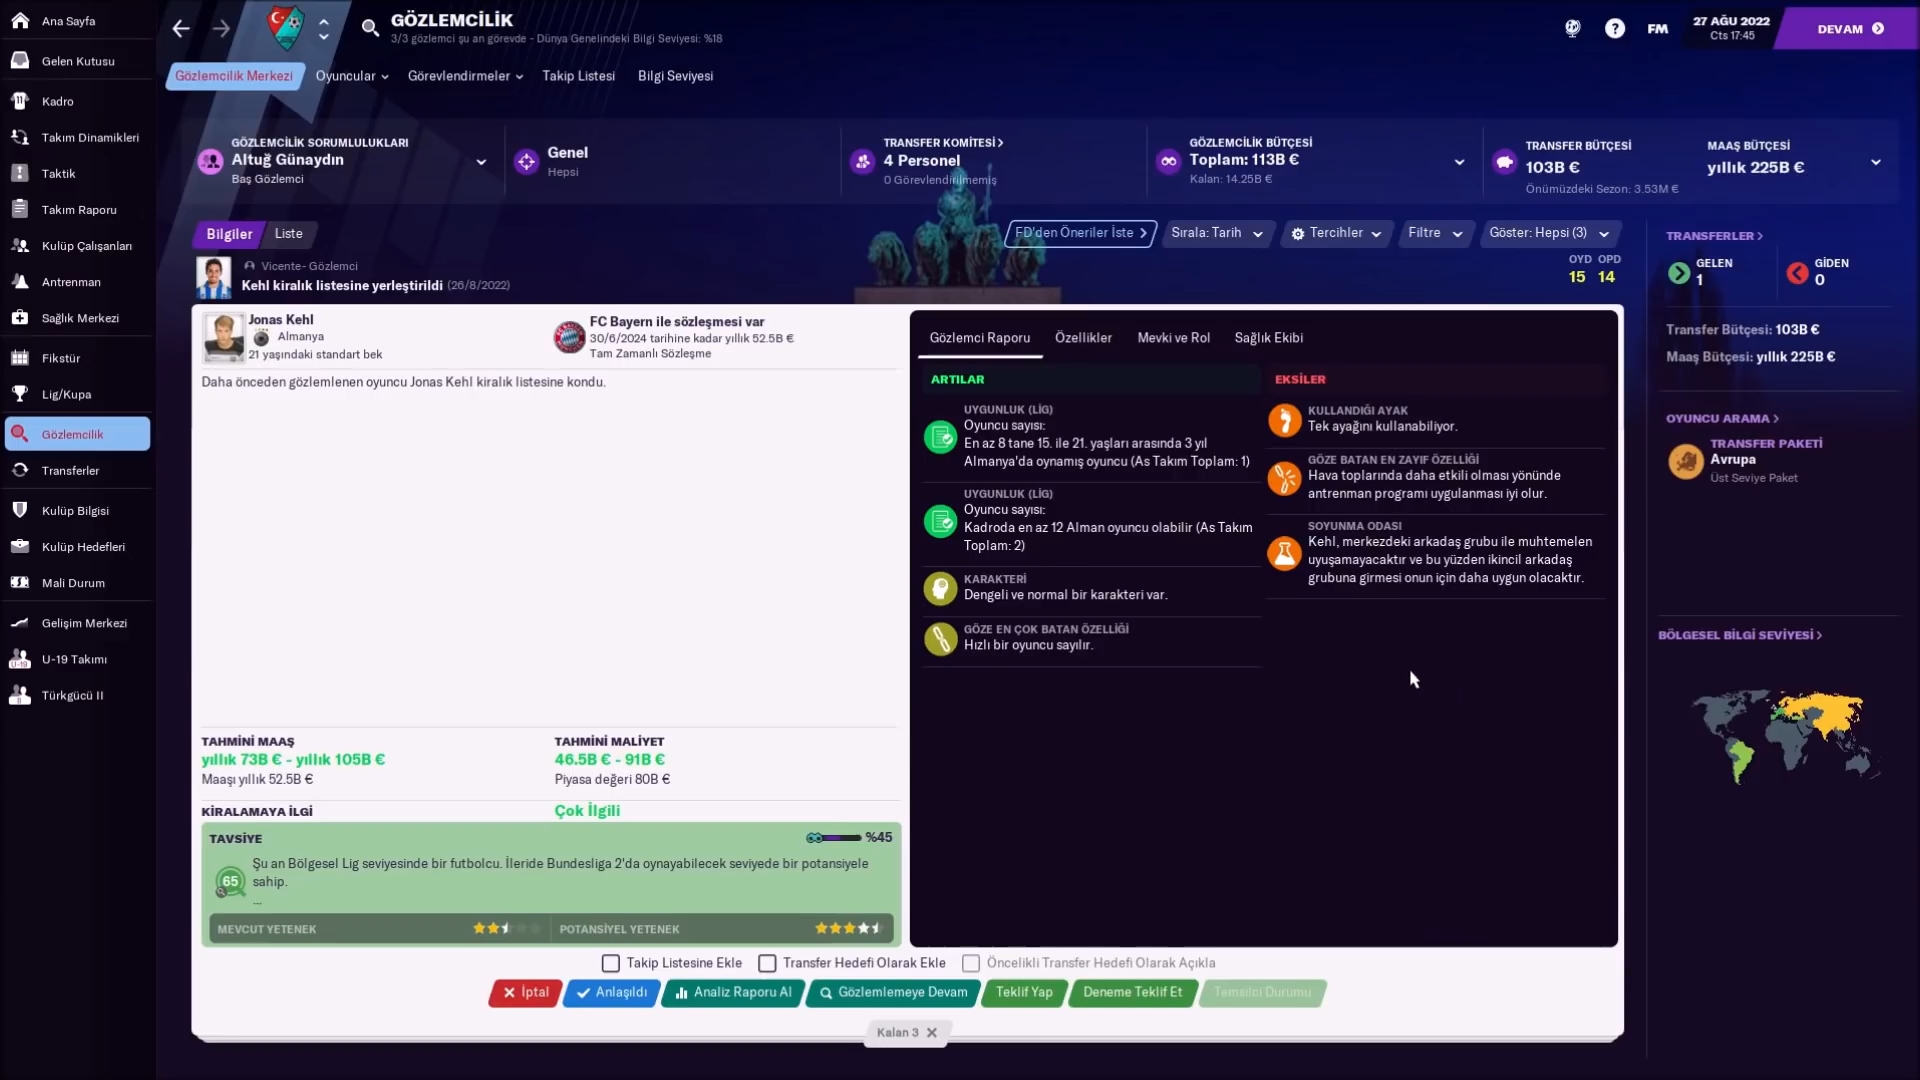 Ana Sayfa
Gelen Kutusu
Kadro
Takım Dinamikleri
Taktik
Takım Raporu
Kulüp Çalışanları
Antrenman
Sağlık Merkezi
Fikstür
Lig/Kupa
Gözlemcilik
Transferler
Kulüp Bilgisi
Kulüp Hedefleri
Mali Durum
Gelişim Merkezi
U-19 Takımı
Türkgücü II
GÖZLEMCİLİK
3/3 gözlemci şu an görevde - Dünya Genelindeki Bilgi Seviyesi: %18
FM
27 AĞU 2022
Cts 17:45
DEVAM
Gözlemcilik Merkezi
Oyuncular
Görevlendirmeler
Takip Listesi
Bilgi Seviyesi
GÖZLEMCİLİK SORUMLULUKLARI
Altuğ Günaydın
Baş Gözlemci
Genel
Hepsi
TRANSFER KOMİTESİ >
4 Personel
0 Görevlendirilmemiş
GÖZLEMCİLİK BÜTÇESİ
Toplam: 113B €
Kalan: 14.25B €
TRANSFER BÜTÇESİ
103B €
Önümüzdeki Sezon: 3.53M €
MAAŞ BÜTÇESİ
yıllık 225B €
Bilgiler
Liste
FD'den Öneriler İste >
Sırala: Tarih
Tercihler
Filtre
Göster: Hepsi (3)
Vicente- Gözlemci
Kehl kiralık listesine yerleştirildi (26/8/2022)
OYD OPD
15 14
Jonas Kehl
Almanya
21 yaşındaki standart bek
FC Bayern ile sözleşmesi var
30/6/2024 tarihine kadar yıllık 52.5B €
Tam Zamanlı Sözleşme
Daha önceden gözlemlenen oyuncu Jonas Kehl kiralık listesine kondu.
TAHMİNİ MAAŞ
yıllık 73B € - yıllık 105B €
Maaşı yıllık 52.5B €
TAHMİNİ MALİYET
46.5B € - 91B €
Piyasa değeri 80B €
KİRALAMAYA İLGİ
Çok İlgili
TAVSİYE
%45
65
Şu an Bölgesel Lig seviyesinde bir futbolcu. İleride Bundesliga 2'da oynayabilecek seviyede bir potansiyele
sahip.
...
MEVCUT YETENEK
POTANSİYEL YETENEK
Gözlemci Raporu
Özellikler
Mevki ve Rol
Sağlık Ekibi
ARTILAR
UYGUNLUK (LİG)
Oyuncu sayısı:
En az 8 tane 15. ile 21. yaşları arasında 3 yıl
Almanya'da oynamış oyuncu (As Takım Toplam: 1)
UYGUNLUK (LİG)
Oyuncu sayısı:
Kadroda en az 12 Alman oyuncu olabilir (As Takım
Toplam: 2)
KARAKTERİ
Dengeli ve normal bir karakteri var.
GÖZE EN ÇOK BATAN ÖZELLİĞİ
Hızlı bir oyuncu sayılır.
EKSİLER
KULLANDIĞI AYAK
Tek ayağını kullanabiliyor.
GÖZE BATAN EN ZAYIF ÖZELLİĞİ
Hava toplarında daha etkili olması yönünde
antrenman programı uygulanması iyi olur.
SOYUNMA ODASI
Kehl, merkezdeki arkadaş grubu ile muhtemelen
uyuşamayacaktır ve bu yüzden ikincil arkadaş
grubuna girmesi onun için daha uygun olacaktır.
Takip Listesine Ekle
Transfer Hedefi Olarak Ekle
Öncelikli Transfer Hedefi Olarak Açıkla
İptal
Anlaşıldı
Analiz Raporu Al
Gözlemlemeye Devam
Teklif Yap
Deneme Teklif Et
Temsilci Durumu
Kalan 3
TRANSFERLER >
GELEN
1
GİDEN
0
Transfer Bütçesi: 103B €
Maaş Bütçesi: yıllık 225B €
OYUNCU ARAMA >
TRANSFER PAKETİ
Avrupa
Üst Seviye Paket
BÖLGESEL BİLGİ SEVİYESİ >